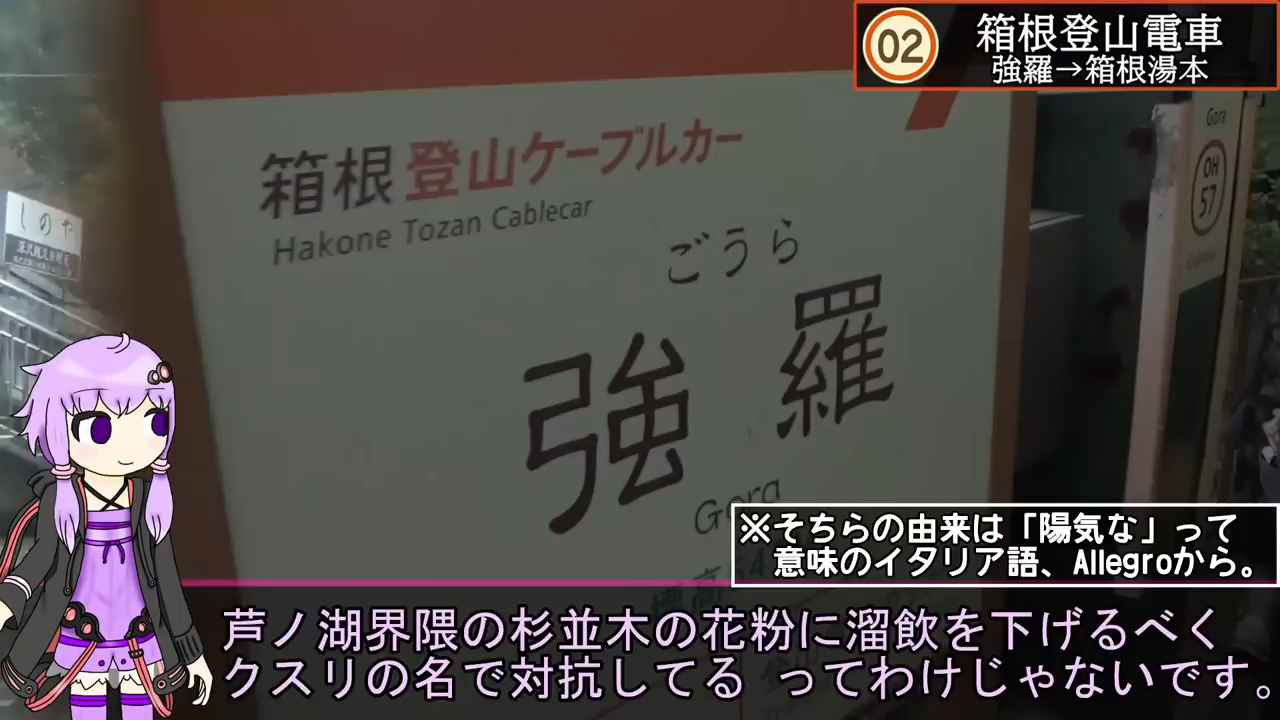 02
箱根登山電車
強羅→箱根湯本
箱根登山ケーブルカー
Hakone Tozan Cablecar
ごうら
強羅
Gora
Gora
OH
57
しのや
※そちらの由来は「陽気な」って
意味のイタリア語、Allegroから。
芦ノ湖界隈の杉並木の花粉に溜飲を下げるべく
クスリの名で対抗してる ってわけじゃないです。